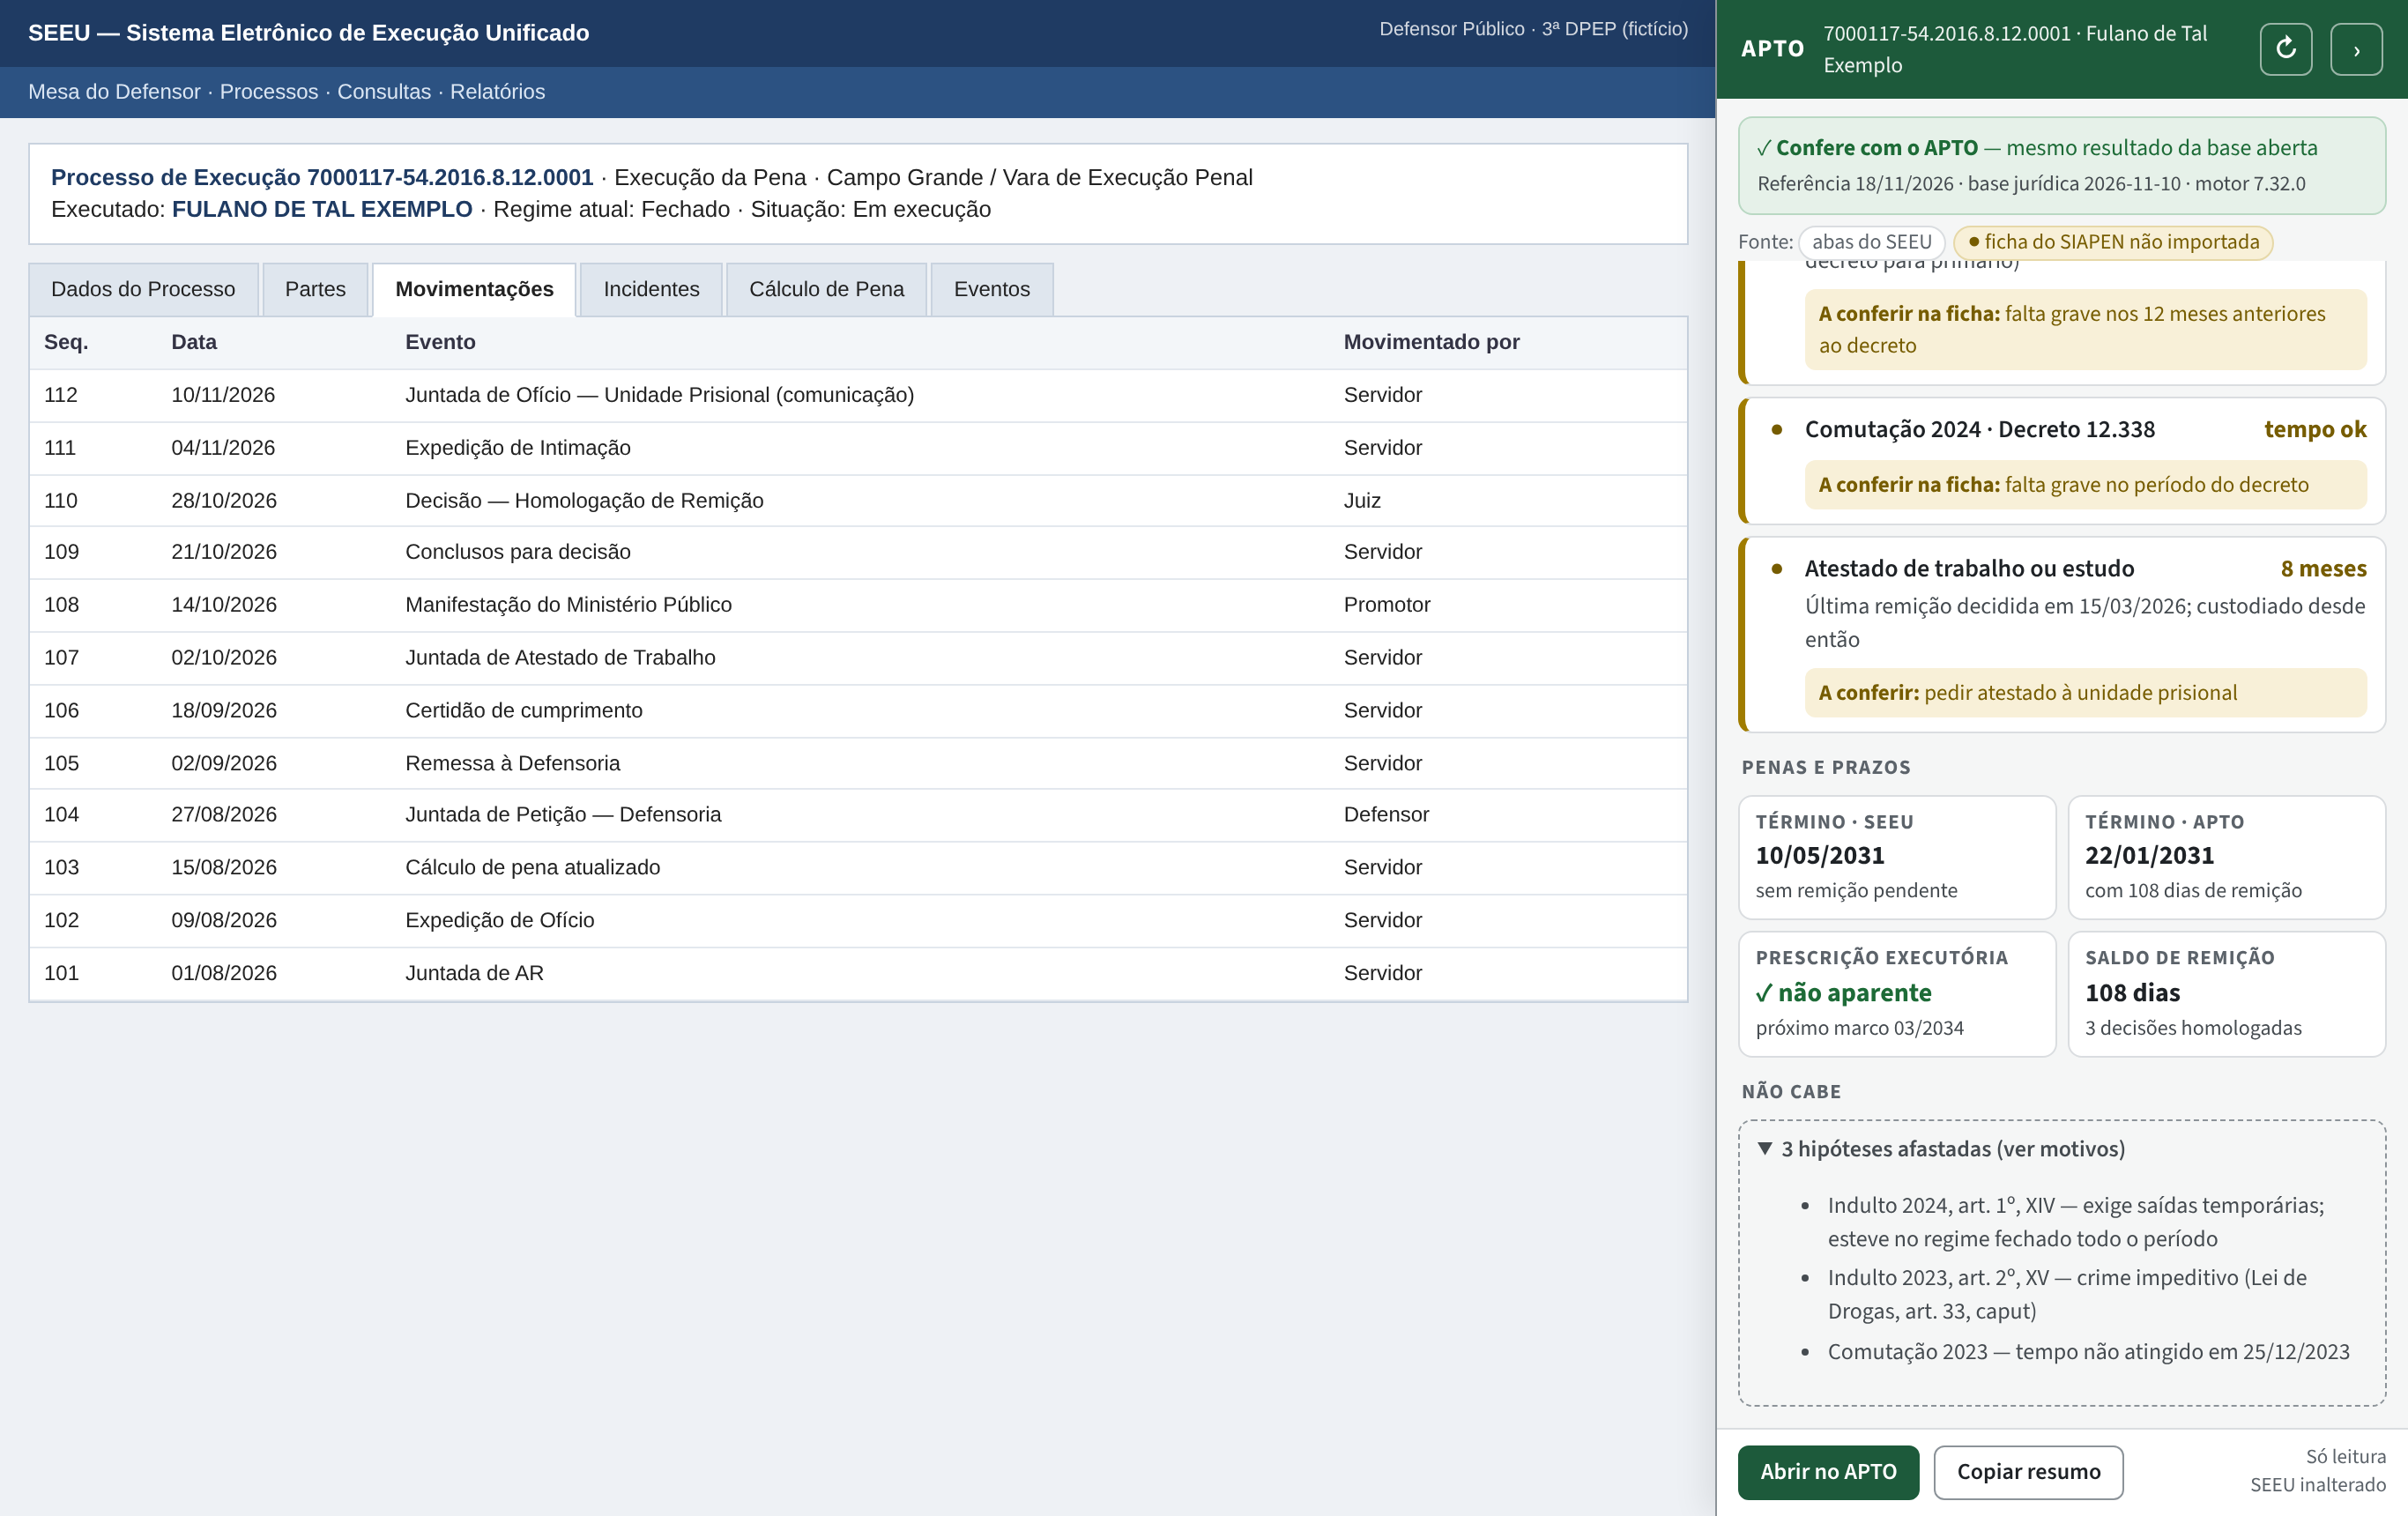 SEEU — Sistema Eletrônico de Execução Unificado
Defensor Público · 3ª DPEP (fictício)
Mesa do Defensor · Processos · Consultas · Relatórios
Processo de Execução 7000117-54.2016.8.12.0001 · Execução da Pena · Campo Grande / Vara de Execução Penal
Executado: FULANO DE TAL EXEMPLO · Regime atual: Fechado · Situação: Em execução
Dados do Processo Partes Movimentações Incidentes Cálculo de Pena Eventos
Seq. Data Evento Movimentado por
112 10/11/2026 Juntada de Ofício — Unidade Prisional (comunicação) Servidor
111 04/11/2026 Expedição de Intimação Servidor
110 28/10/2026 Decisão — Homologação de Remição Juiz
109 21/10/2026 Conclusos para decisão Servidor
108 14/10/2026 Manifestação do Ministério Público Promotor
107 02/10/2026 Juntada de Atestado de Trabalho Servidor
106 18/09/2026 Certidão de cumprimento Servidor
105 02/09/2026 Remessa à Defensoria Servidor
104 27/08/2026 Juntada de Petição — Defensoria Defensor
103 15/08/2026 Cálculo de pena atualizado Servidor
102 09/08/2026 Expedição de Ofício Servidor
101 01/08/2026 Juntada de AR Servidor
APTO
7000117-54.2016.8.12.0001 · Fulano de Tal
Exemplo
✓ Confere com o APTO — mesmo resultado da base aberta
Referência 18/11/2026 · base jurídica 2026-11-10 · motor 7.32.0
Fonte: abas do SEEU ● ficha do SIAPEN não importada
decreto para primário)
A conferir na ficha: falta grave nos 12 meses anteriores
ao decreto
● Comutação 2024 · Decreto 12.338 tempo ok
A conferir na ficha: falta grave no período do decreto
● Atestado de trabalho ou estudo 8 meses
Última remição decidida em 15/03/2026; custodiado desde
então
A conferir: pedir atestado à unidade prisional
PENAS E PRAZOS
TÉRMINO · SEEU
10/05/2031
sem remição pendente
TÉRMINO · APTO
22/01/2031
com 108 dias de remição
PRESCRIÇÃO EXECUTÓRIA
✓ não aparente
próximo marco 03/2034
SALDO DE REMIÇÃO
108 dias
3 decisões homologadas
NÃO CABE
▼ 3 hipóteses afastadas (ver motivos)
• Indulto 2024, art. 1º, XIV — exige saídas temporárias;
esteve no regime fechado todo o período
• Indulto 2023, art. 2º, XV — crime impeditivo (Lei de
Drogas, art. 33, caput)
• Comutação 2023 — tempo não atingido em 25/12/2023
Abrir no APTO Copiar resumo
Só leitura
SEEU inalterado